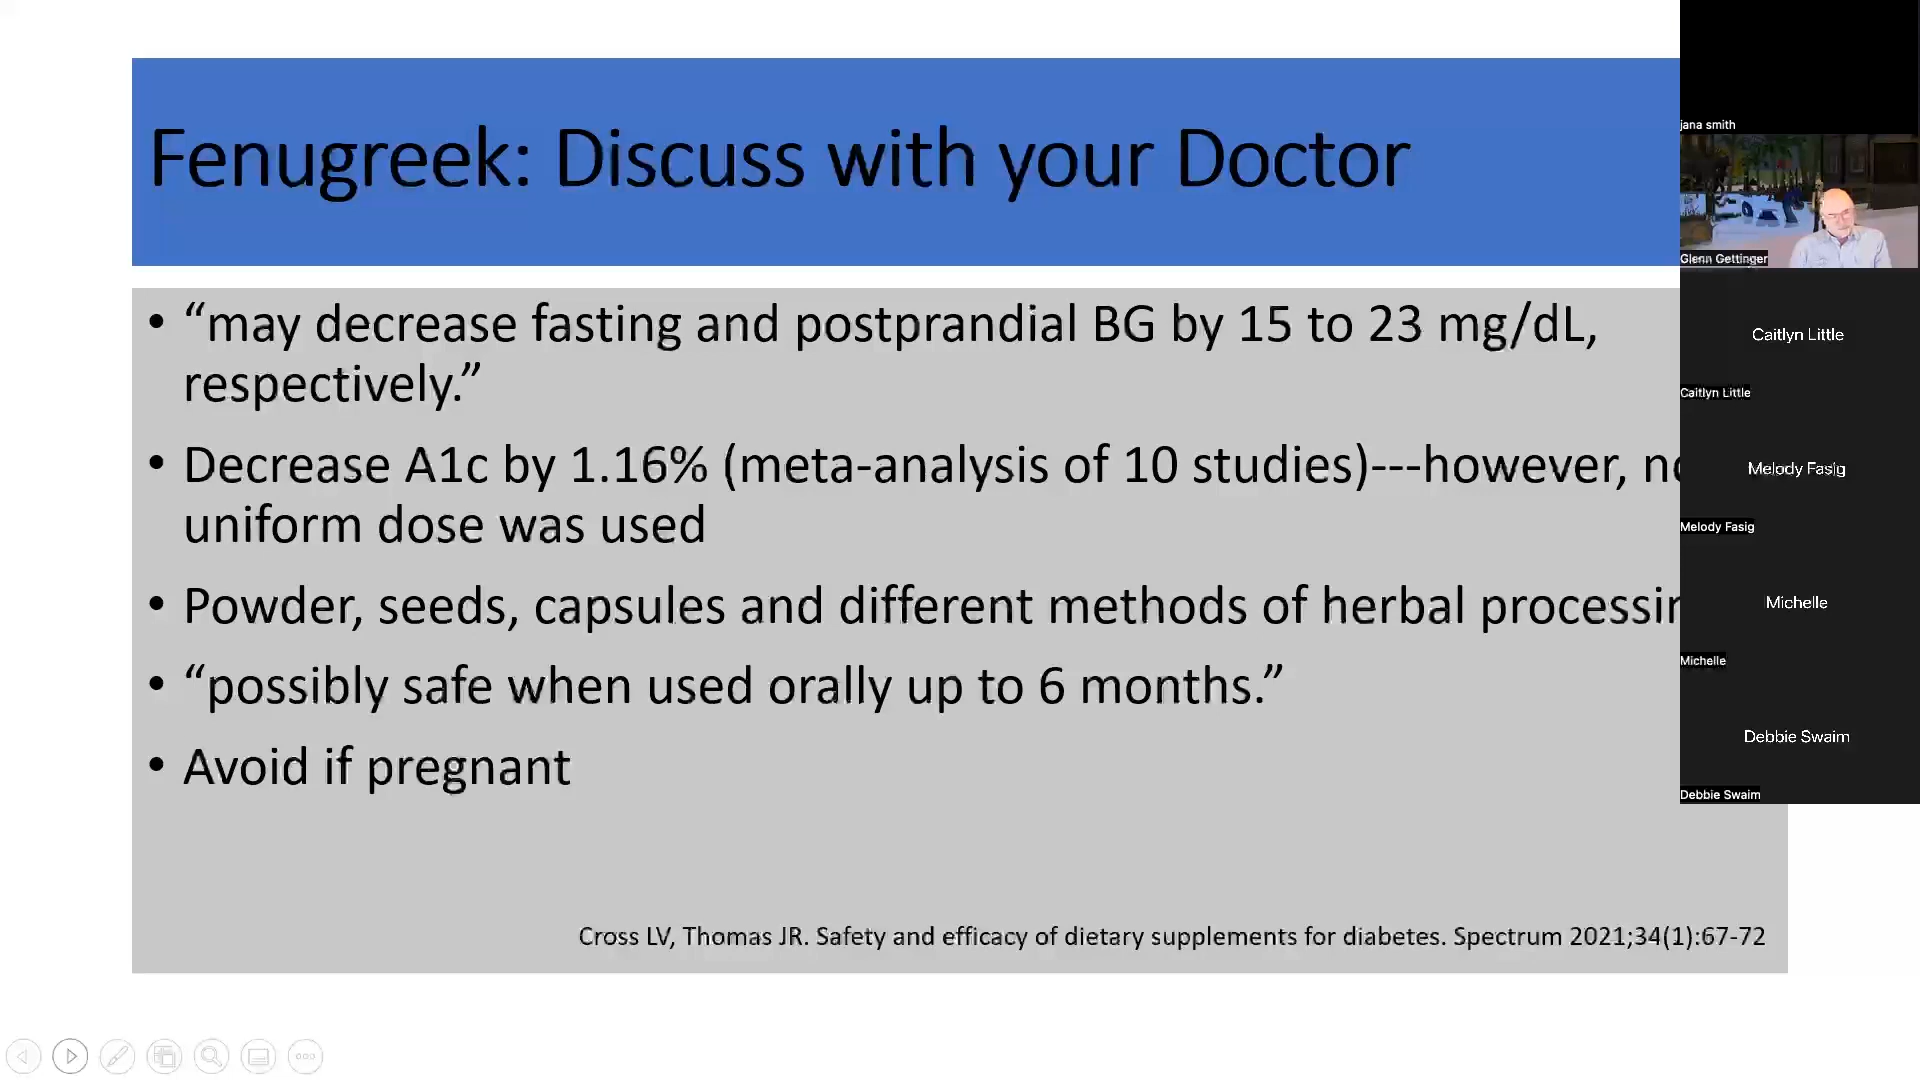 Fenugreek: Discuss with your Doctor
• “may decrease fasting and postprandial BG by 15 to 23 mg/dL,
respectively.”
• Decrease A1c by 1.16% (meta-analysis of 10 studies)---however,
uniform dose was used
• Powder, seeds, capsules and different methods of herbal
• “possibly safe when used orally up to 6 months.”
• Avoid if pregnant
Cross LV, Thomas JR. Safety and efficacy of dietary supplements for diabetes. Spectrum 2021;34(1):67-72
jana smith
Glenn Gettinger
Caitlyn Little
Caitlyn Little
Melody Fasig
Melody Fasig
Michelle
Michelle
Debbie Swaim
Debbie Swaim